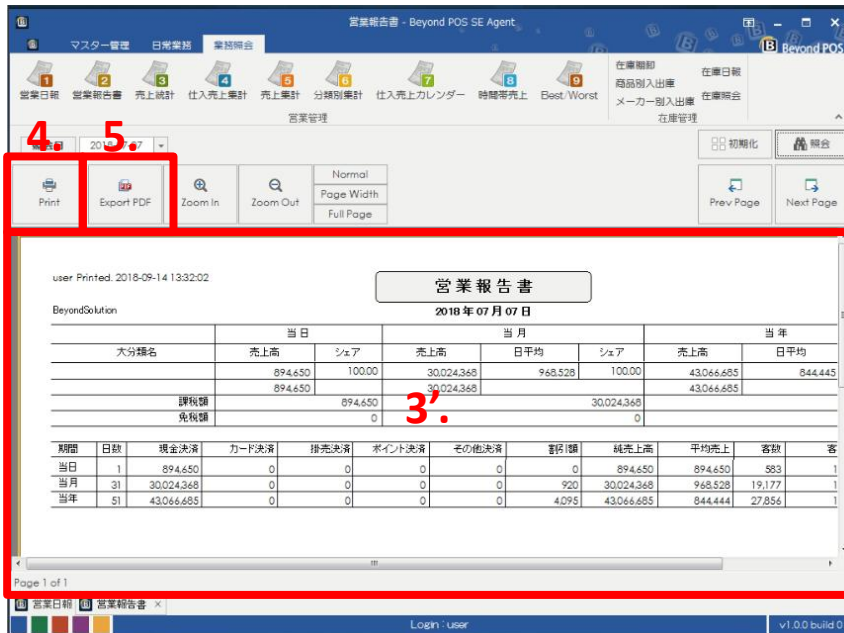 営業報告書 - Beyond POS SE Agent
マスター管理 日常業務 業務照会
Beyond POS
1 2 3 4 5 6 7 8 9
営業日報 営業報告書 売上統計 仕入売上集計 売上集計 分類別集計 仕入売上カレンダー 時間帯売上 Best/Worst
営業管理
在庫棚卸 在庫日報
商品別入出庫
メーカー別入出庫 在庫照会
在庫管理
4. 5.
2018-07-07 初期化 照会
Print Export PDF Zoom In Zoom Out
Normal
Page Width
Full Page
Prev Page Next Page
user Printed. 2018-09-14 13:32:02
営業報告書
BeyondSolution 2018 年 07 月 07 日
当日 当月 当年
大分類名 売上高 シェア 売上高 日平均 シェア 売上高 日平均
894,650 100.00 30,024,368 968,528 100.00 43,066,685 844,445
894,650 30,024,368 43,066,685
課税額 894,650 30,024,368
免税額 0 0
3'.
期間 日数 現金決済 カード決済 掛売決済 ポイント決済 その他決済 割引額 純売上高 平均売上 客数 客
当日 1 894,650 0 0 0 0 0 894,650 894,650 583 1
当月 31 30,024,368 0 0 0 0 920 30,024,368 968,528 19,177 1
当年 51 43,066,685 0 0 0 0 4,095 43,066,685 844,444 27,856 1
Page 1 of 1
営業日報 営業報告書
Login : user v1.0.0 build 0